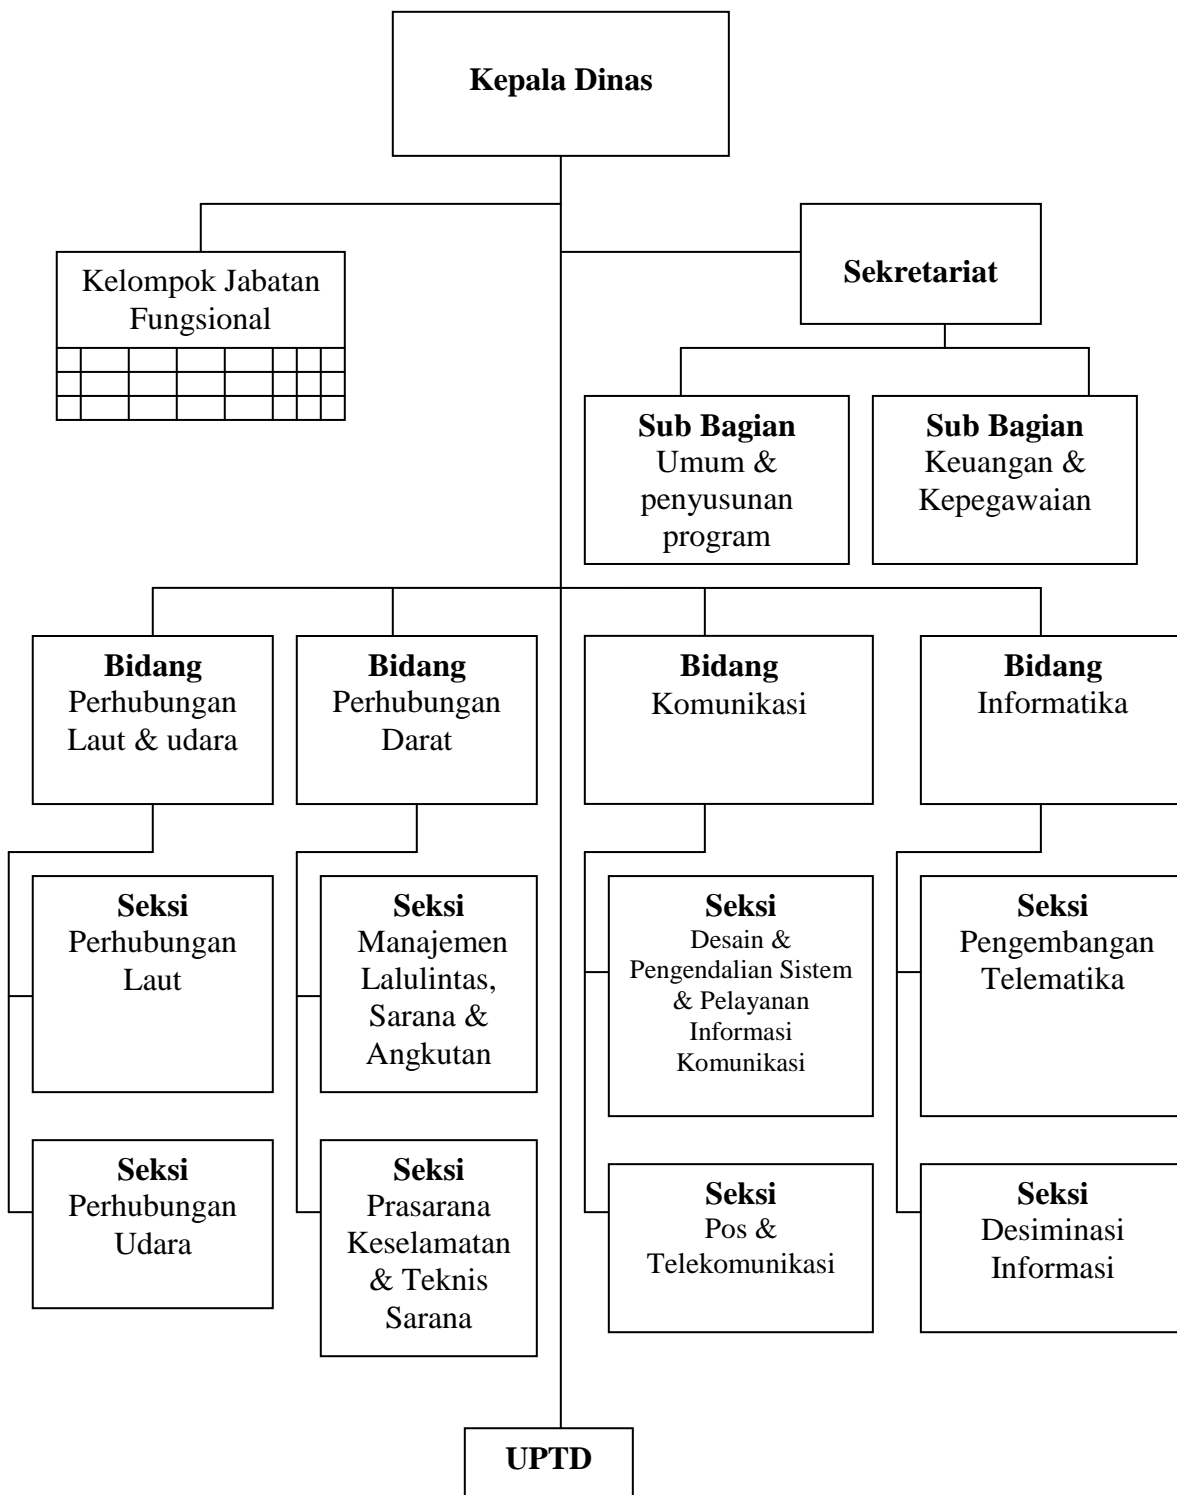 Kepala Dinas
Kelompok Jabatan
Fungsional
Sekretariat
Sub Bagian
Umum &
penyusunan
program
Sub Bagian
Keuangan &
Kepegawaian
Bidang
Perhubungan
Laut & udara
Bidang
Perhubungan
Darat
Bidang
Komunikasi
Bidang
Informatika
Seksi
Perhubungan
Laut
Seksi
Manajemen
Lalulintas,
Sarana &
Angkutan
Seksi
Desain &
Pengendalian Sistem
& Pelayanan
Informasi
Komunikasi
Seksi
Pengembangan
Telematika
Seksi
Perhubungan
Udara
Seksi
Prasarana
Keselamatan
& Teknis
Sarana
Seksi
Pos &
Telekomunikasi
Seksi
Desiminasi
Informasi
UPTD